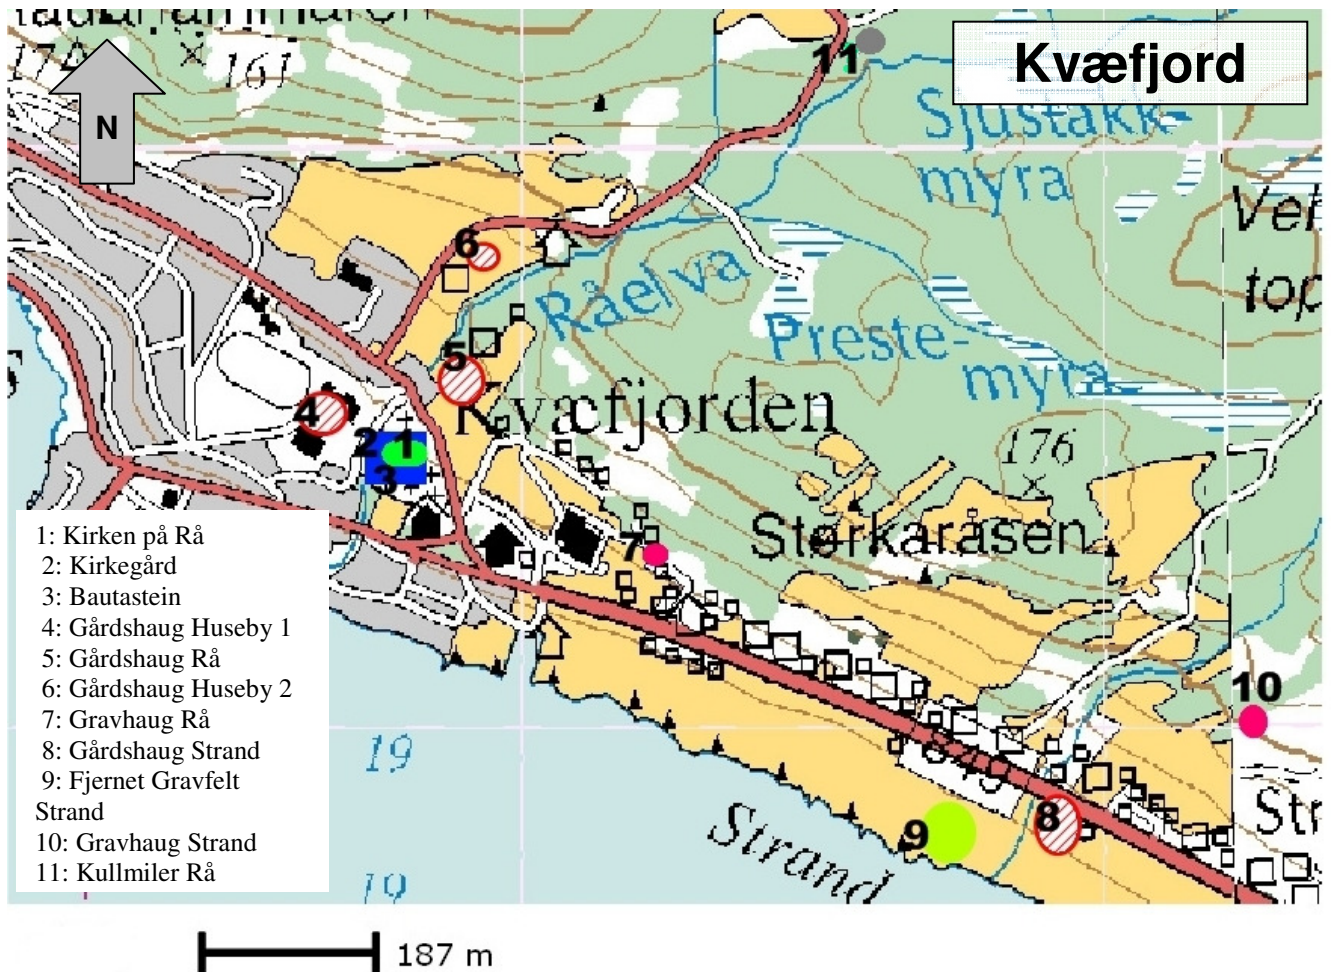 Kvæfjord
N
172
161
11
Sjustakk-
myra
6
Råelva
Preste-
myra
5
Kvæfjorden
4
2
1
3
176
Storkaråsen
7
10
1: Kirken på Rå
2: Kirkegård
3: Bautastein
4: Gårdshaug Huseby 1
5: Gårdshaug Rå
6: Gårdshaug Huseby 2
7: Gravhaug Rå
8: Gårdshaug Strand
9: Fjernet Gravfelt
Strand
10: Gravhaug Strand
11: Kullmiler Rå
19
8
9
Strand
19
187 m